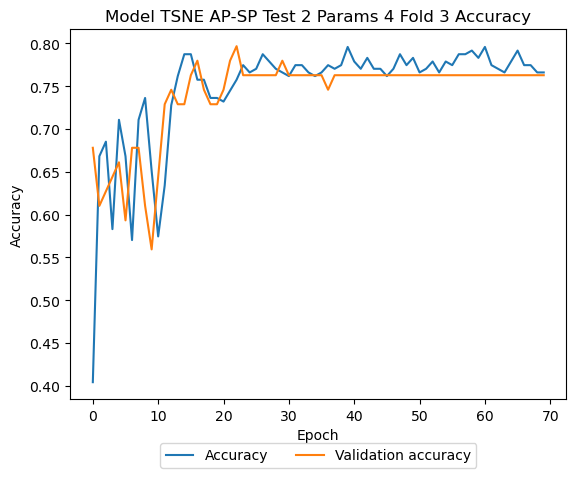 Model TSNE AP-SP Test 2 Params 4 Fold 3 Accuracy
0.80
0.75
0.70
0.65
0.60
0.55
0.50
0.45
0.40
Accuracy
0 10 20 30 40 50 60 70
Epoch
Accuracy Validation accuracy